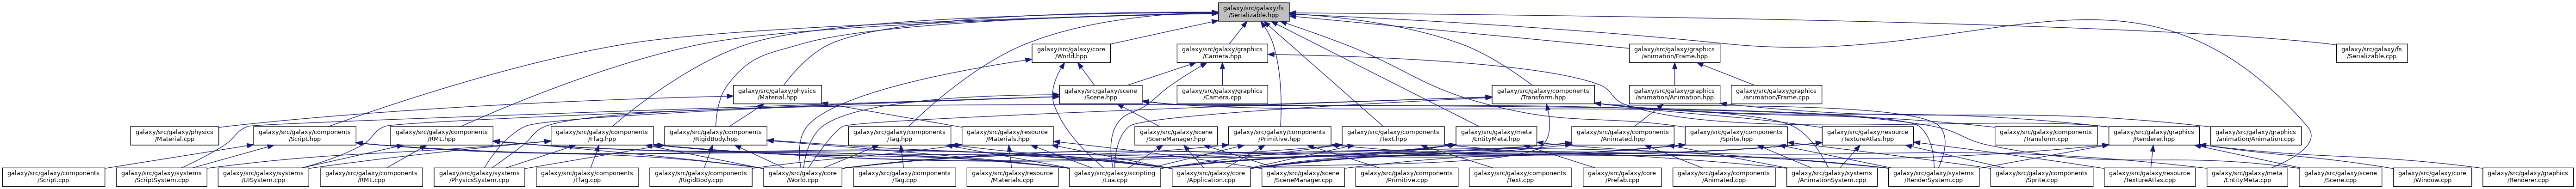 galaxy/src/galaxy/fs
/Serializable.hpp
galaxy/src/galaxy/core
/World.hpp
galaxy/src/galaxy/graphics
/Camera.hpp
galaxy/src/galaxy/graphics
/animation/Frame.hpp
galaxy/src/galaxy/fs
/Serializable.cpp
galaxy/src/galaxy/physics
/Material.hpp
galaxy/src/galaxy/scene
/Scene.hpp
galaxy/src/galaxy/graphics
/Camera.cpp
galaxy/src/galaxy/components
/Transform.hpp
galaxy/src/galaxy/graphics
/animation/Animation.hpp
galaxy/src/galaxy/graphics
/animation/Frame.cpp
galaxy/src/galaxy/physics
/Material.cpp
galaxy/src/galaxy/components
/Script.hpp
galaxy/src/galaxy/components
/RML.hpp
galaxy/src/galaxy/components
/Flag.hpp
galaxy/src/galaxy/components
/RigidBody.hpp
galaxy/src/galaxy/components
/Tag.hpp
galaxy/src/galaxy/resource
/Materials.hpp
galaxy/src/galaxy/scene
/SceneManager.hpp
galaxy/src/galaxy/components
/Primitive.hpp
galaxy/src/galaxy/components
/Text.hpp
galaxy/src/galaxy/meta
/EntityMeta.hpp
galaxy/src/galaxy/components
/Animated.hpp
galaxy/src/galaxy/components
/Sprite.hpp
galaxy/src/galaxy/resource
/TextureAtlas.hpp
galaxy/src/galaxy/components
/Transform.cpp
galaxy/src/galaxy/graphics
/Renderer.hpp
galaxy/src/galaxy/graphics
/animation/Animation.cpp
galaxy/src/galaxy/components
/Script.cpp
galaxy/src/galaxy/systems
/ScriptSystem.cpp
galaxy/src/galaxy/systems
/UISystem.cpp
galaxy/src/galaxy/components
/RML.cpp
galaxy/src/galaxy/systems
/PhysicsSystem.cpp
galaxy/src/galaxy/components
/Flag.cpp
galaxy/src/galaxy/components
/RigidBody.cpp
galaxy/src/galaxy/core
/World.cpp
galaxy/src/galaxy/components
/Tag.cpp
galaxy/src/galaxy/resource
/Materials.cpp
galaxy/src/galaxy/scripting
/Lua.cpp
galaxy/src/galaxy/core
/Application.cpp
galaxy/src/galaxy/scene
/SceneManager.cpp
galaxy/src/galaxy/components
/Primitive.cpp
galaxy/src/galaxy/components
/Text.cpp
galaxy/src/galaxy/core
/Prefab.cpp
galaxy/src/galaxy/components
/Animated.cpp
galaxy/src/galaxy/systems
/AnimationSystem.cpp
galaxy/src/galaxy/systems
/RenderSystem.cpp
galaxy/src/galaxy/components
/Sprite.cpp
galaxy/src/galaxy/resource
/TextureAtlas.cpp
galaxy/src/galaxy/meta
/EntityMeta.cpp
galaxy/src/galaxy/scene
/Scene.cpp
galaxy/src/galaxy/core
/Window.cpp
galaxy/src/galaxy/graphics
/Renderer.cpp